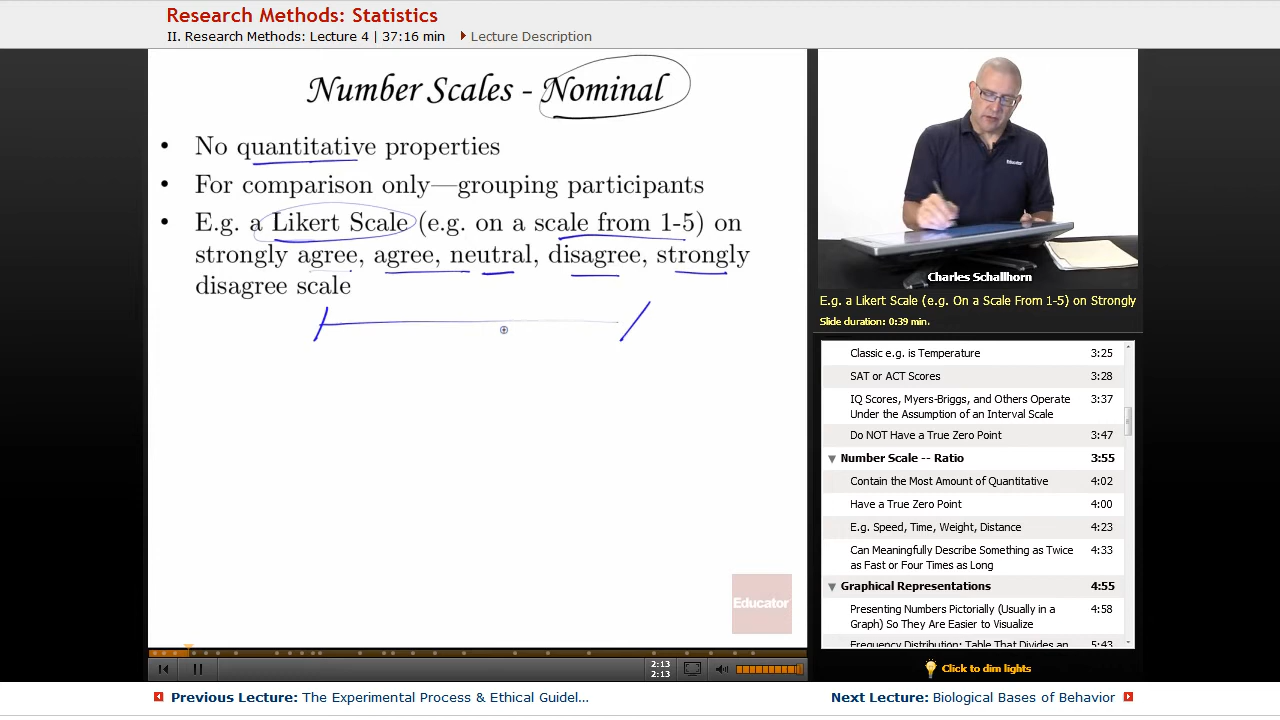 Research Methods: Statistics
II. Research Methods: Lecture 4 | 37:16 min Lecture Description
Number Scales - Nominal
• No quantitative properties
• For comparison only—grouping participants
• E.g. a Likert Scale (e.g. on a scale from 1-5) on
strongly agree, agree, neutral, disagree, strongly
disagree scale
Educator
Educator
Charles Schallhorn
E.g. a Likert Scale (e.g. On a Scale From 1-5) on Strongly
Slide duration: 0:39 min.
Classic e.g. is Temperature 3:25
SAT or ACT Scores 3:28
IQ Scores, Myers-Briggs, and Others Operate 3:37
Under the Assumption of an Interval Scale
Do NOT Have a True Zero Point 3:47
Number Scale -- Ratio 3:55
Contain the Most Amount of Quantitative 4:02
Have a True Zero Point 4:00
E.g. Speed, Time, Weight, Distance 4:23
Can Meaningfully Describe Something as Twice 4:33
as Fast or Four Times as Long
Graphical Representations 4:55
Presenting Numbers Pictorially (Usually in a 4:58
Graph) So They Are Easier to Visualize
Frequency Distribution: Table That Divides an 5:43
2:13
2:13
Click to dim lights
Previous Lecture: The Experimental Process & Ethical Guidel...
Next Lecture: Biological Bases of Behavior